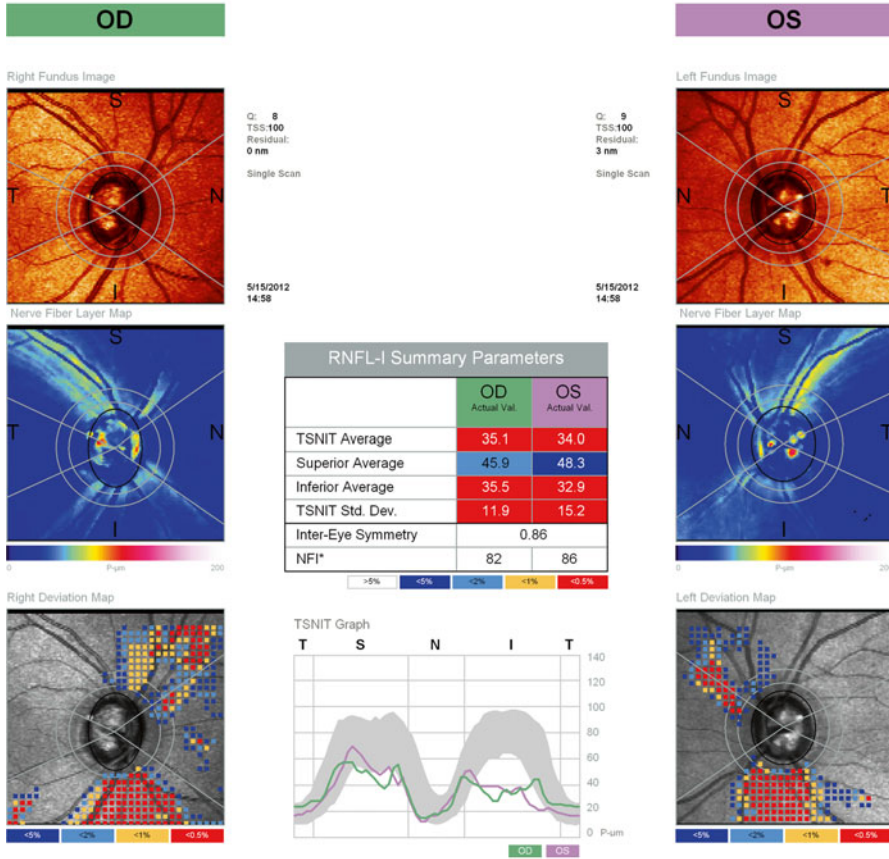 OD
OS
Right Fundus Image
Left Fundus Image
S
T
N
I
Q: 8
TSS:100
Residual:
0 nm
Single Scan
5/15/2012
14:58
Q: 9
TSS:100
Residual:
3 nm
Single Scan
5/15/2012
14:58
S
N
T
I
Nerve Fiber Layer Map
Nerve Fiber Layer Map
S
T
N
I
0 P-µm 200
S
N
T
I
0 P-µm 200
RNFL-I Summary Parameters
OD OS
Actual Val. Actual Val.
TSNIT Average 35.1 34.0
Superior Average 45.9 48.3
Inferior Average 35.5 32.9
TSNIT Std. Dev. 11.9 15.2
Inter-Eye Symmetry 0.86
NFI* 82 86
>5% <5% <2% <1% <0.5%
Right Deviation Map
Left Deviation Map
<5% <2% <1% <0.5%
TSNIT Graph
T S N I T
140
120
100
80
60
40
20
0 P-µm
OD OS
<5% <2% <1% <0.5%